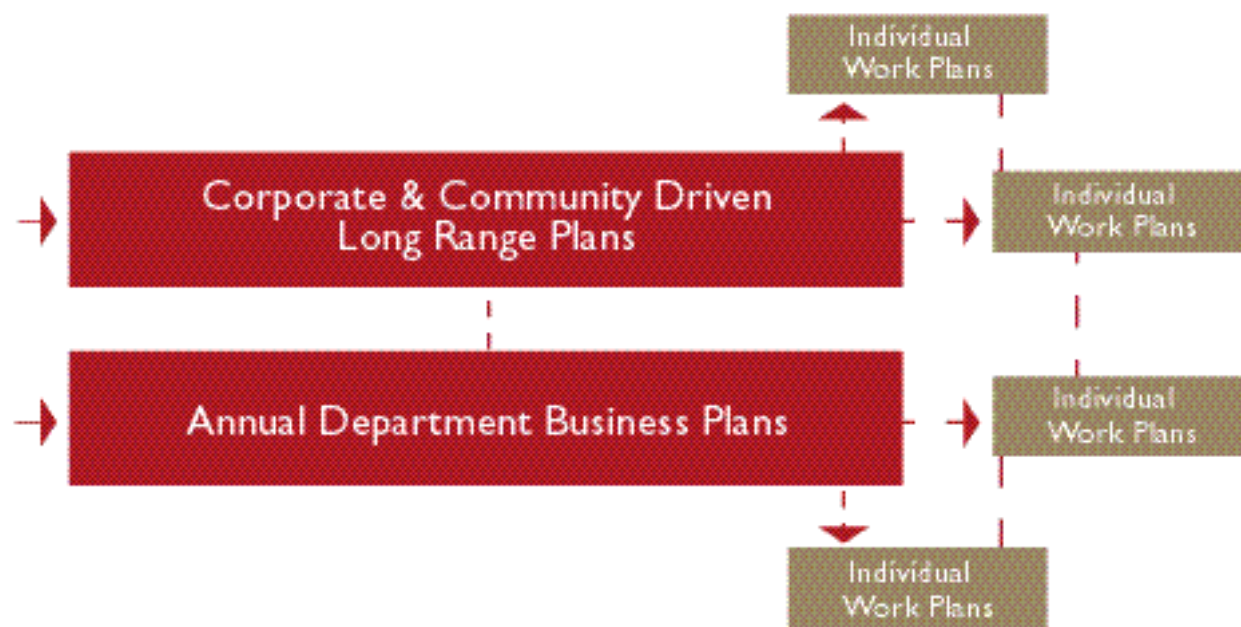 Individual
Work Plans
Corporate & Community Driven
Long Range Plans
Individual
Work Plans
Annual Department Business Plans
Individual
Work Plans
Individual
Work Plans